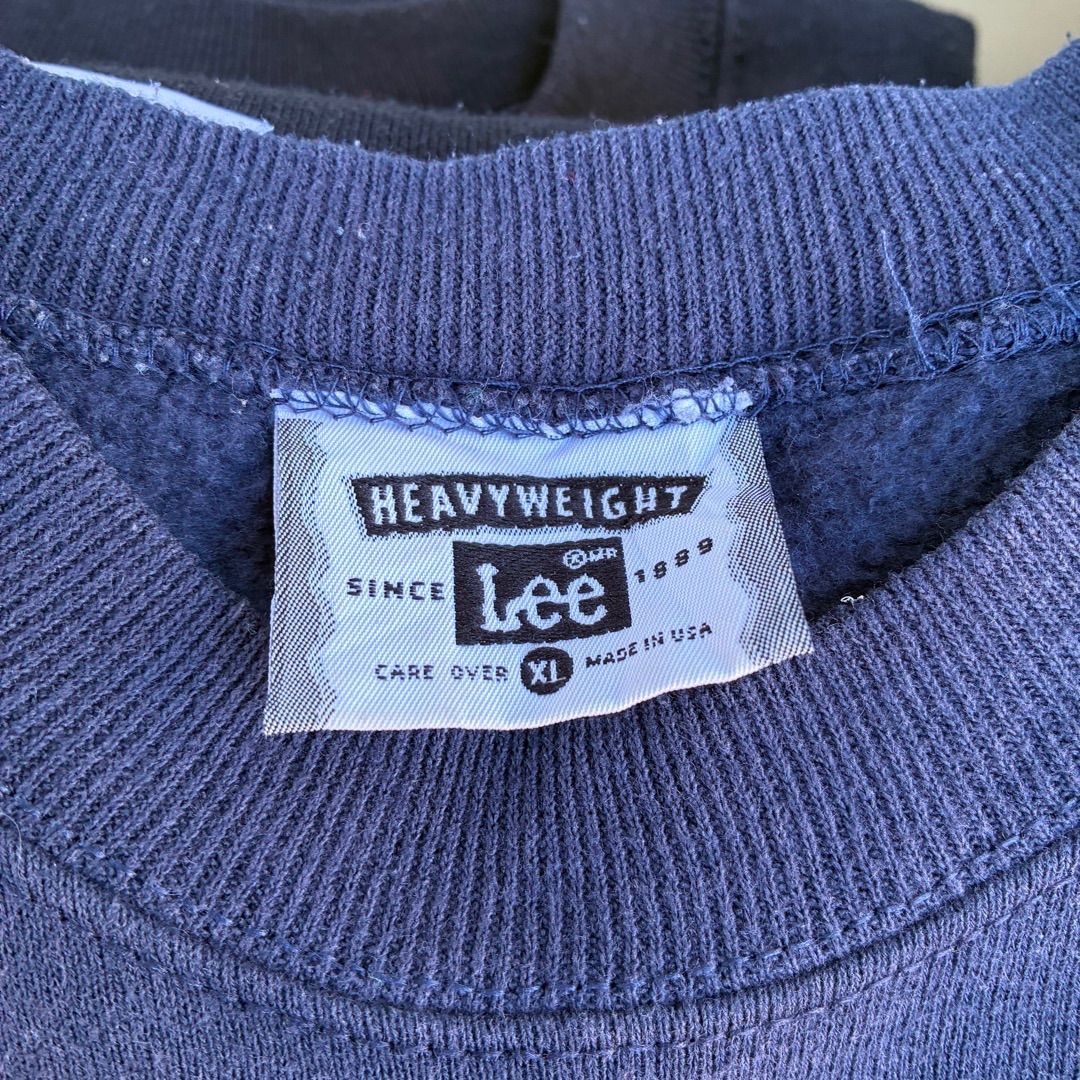 HEAVYWEIGHT
SINCE Lee ® MR 1889
CARE OVER XL MADE IN USA